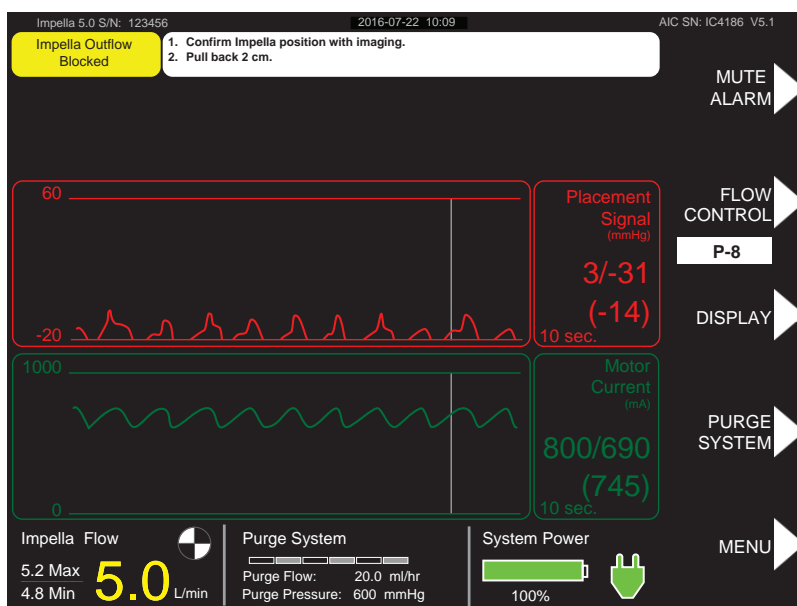 Impella 5.0 S/N: 123456
2016-07-22 10:09
AIC SN: IC4186 V5.1
Impella Outflow
Blocked
1. Confirm Impella position with imaging.
2. Pull back 2 cm.
MUTE
ALARM
60
-20
Placement
Signal
(mmHg)
3/-31
(-14)
10 sec.
FLOW
CONTROL
P-8
DISPLAY
1000
0
Motor
Current
(mA)
800/690
(745)
10 sec.
PURGE
SYSTEM
Impella Flow
5.2 Max
4.8 Min
5.0
L/min
Purge System
Purge Flow: 20.0 ml/hr
Purge Pressure: 600 mmHg
System Power
100%
MENU